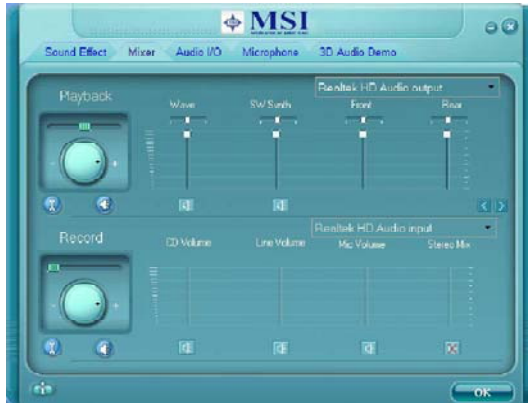 MSI
Sound Effect Mixer Audio I/O Microphone 3D Audio Demo
Realtek HD Audio output
Playback
Wave SW Synth Front Rear
- +
Realtek HD Audio input
Record
CD Volume Line Volume Mic Volume Stereo Mix
- +
OK